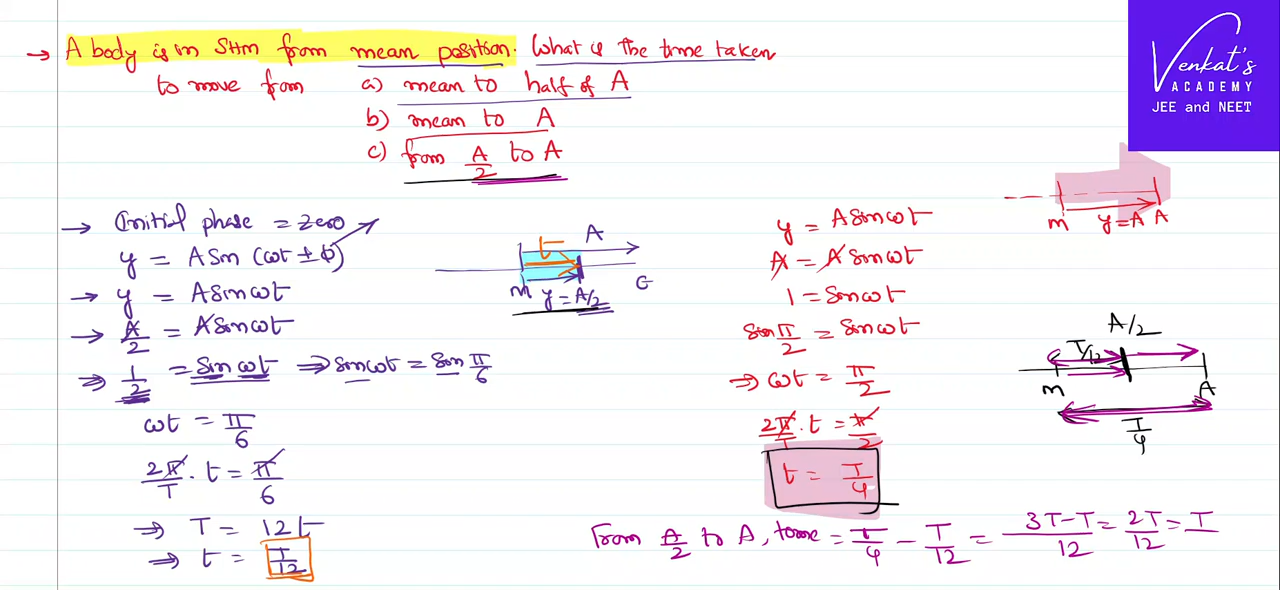 → A body is in SHM from mean position. What is the time taken
to move from a) mean to half of A
b) mean to A
c) from A/2 to A
Venkat's
ACADEMY
JEE and NEET
→ Initial phase = zero
y = A Sin (ωt ± ϕ)
→ y = A sin ωt
→ A/2 = A sin ωt
⇒ 1/2 = sin ωt ⇒ sin ωt = Sin π/6
ωt = π/6
2π/T . t = π/6
⇒ T = 12t
⇒ t = T/12
t A
M y = A/2
y = A sin ωt
A = A sin ωt
1 = sin ωt
Sin π/2 = sin ωt
⇒ ωt = π/2
2π/T . t = π/2
t = T/4
M y = A A
A/2
T/12
M A
T/4
From A/2 to A, time = T/4 - T/12 = 3T-T/12 = 2T/12 = T